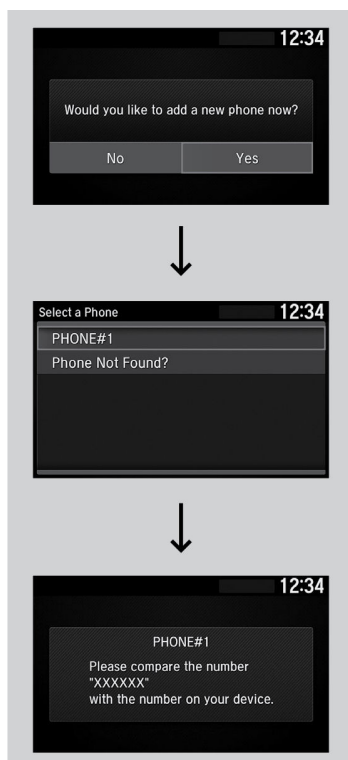 12:34
Would you like to add a new phone now?
No Yes
Select a Phone 12:34
PHONE#1
Phone Not Found?
12:34
PHONE#1
Please compare the number
"XXXXXX"
with the number on your device.